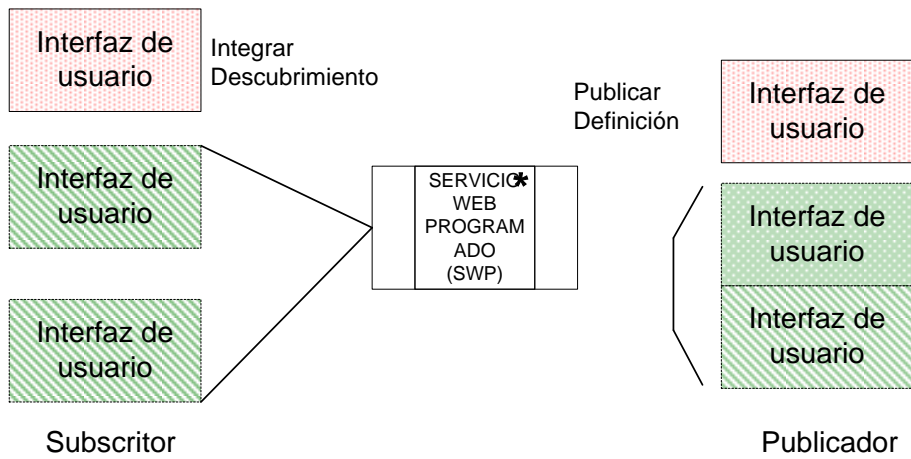 Interfaz de
usuario
Integrar
Descubrimiento
Interfaz de
usuario
Interfaz de
usuario
Subscritor
SERVICIO*
WEB
PROGRAM
ADO
(SWP)
Publicar
Definición
Interfaz de
usuario
Interfaz de
usuario
Interfaz de
usuario
Publicador